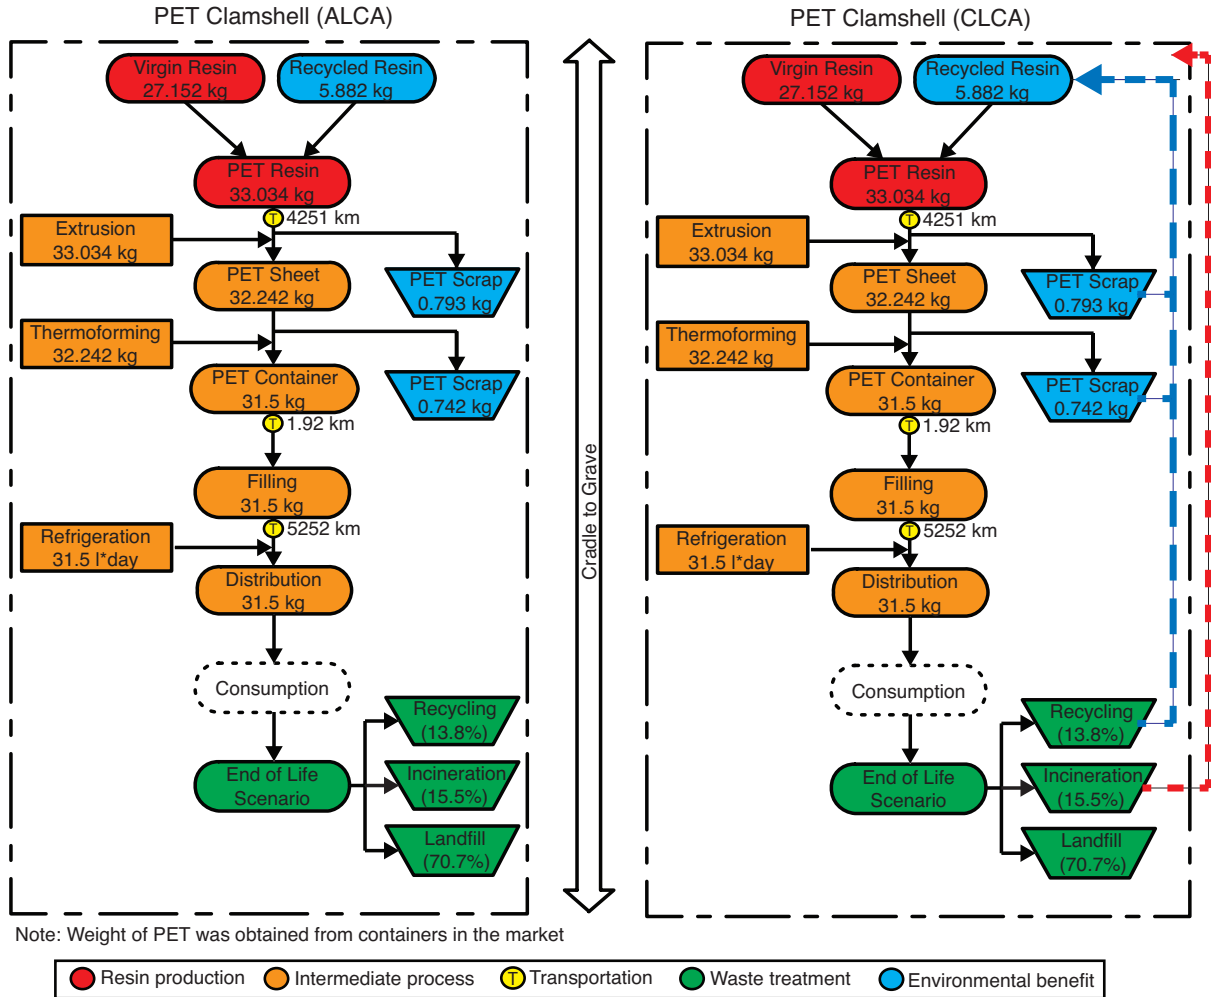 PET Clamshell (ALCA)
Virgin Resin
27.152 kg
Recycled Resin
5.882 kg
PET Resin
33.034 kg
T
4251 km
Extrusion
33.034 kg
PET Sheet
32.242 kg
PET Scrap
0.793 kg
Thermoforming
32.242 kg
PET Container
31.5 kg
PET Scrap
0.742 kg
T
1.92 km
Filling
31.5 kg
T
5252 km
Refrigeration
31.5 l*day
Distribution
31.5 kg
Consumption
End of Life
Scenario
Recycling
(13.8%)
Incineration
(15.5%)
Landfill
(70.7%)
Cradle to Grave
PET Clamshell (CLCA)
Virgin Resin
27.152 kg
Recycled Resin
5.882 kg
PET Resin
33.034 kg
T
4251 km
Extrusion
33.034 kg
PET Sheet
32.242 kg
PET Scrap
0.793 kg
Thermoforming
32.242 kg
PET Container
31.5 kg
PET Scrap
0.742 kg
T
1.92 km
Filling
31.5 kg
T
5252 km
Refrigeration
31.5 l*day
Distribution
31.5 kg
Consumption
End of Life
Scenario
Recycling
(13.8%)
Incineration
(15.5%)
Landfill
(70.7%)
Note: Weight of PET was obtained from containers in the market
Resin production
Intermediate process
T Transportation
Waste treatment
Environmental benefit